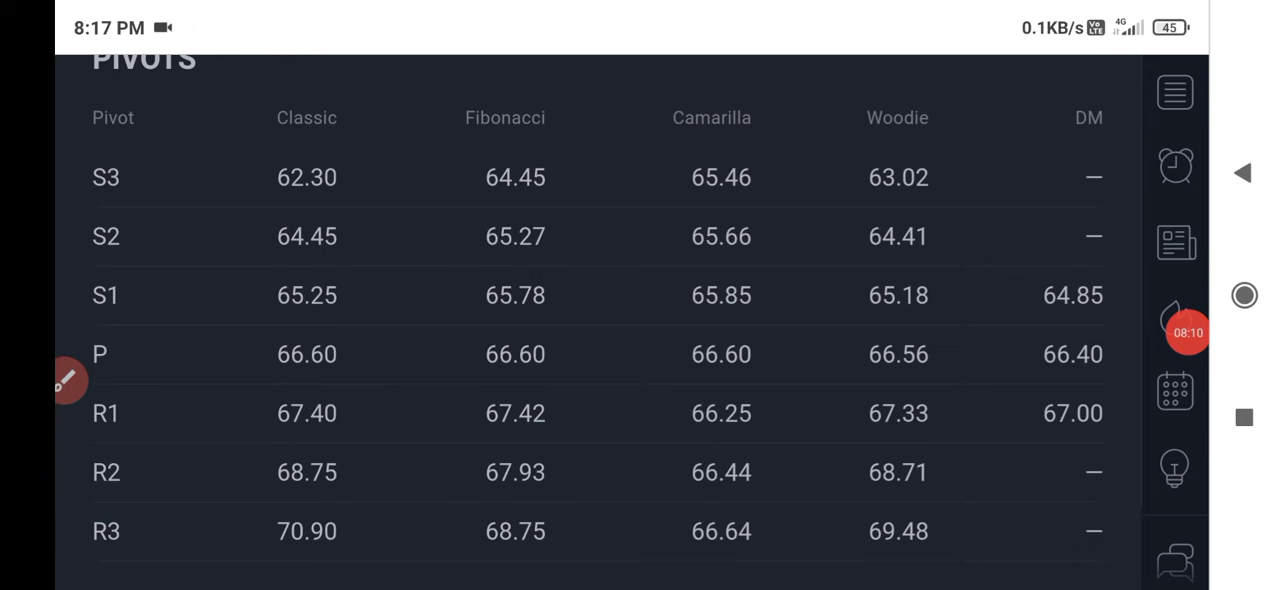 8:17 PM 0.1KB/s Vo LTE 4G 45
PIVOTS
Pivot Classic Fibonacci Camarilla Woodie DM
S3 62.30 64.45 65.46 63.02 —
S2 64.45 65.27 65.66 64.41 —
S1 65.25 65.78 65.85 65.18 64.85
P 66.60 66.60 66.60 66.56 66.40
R1 67.40 67.42 66.25 67.33 67.00
R2 68.75 67.93 66.44 68.71 —
R3 70.90 68.75 66.64 69.48 —
08:10